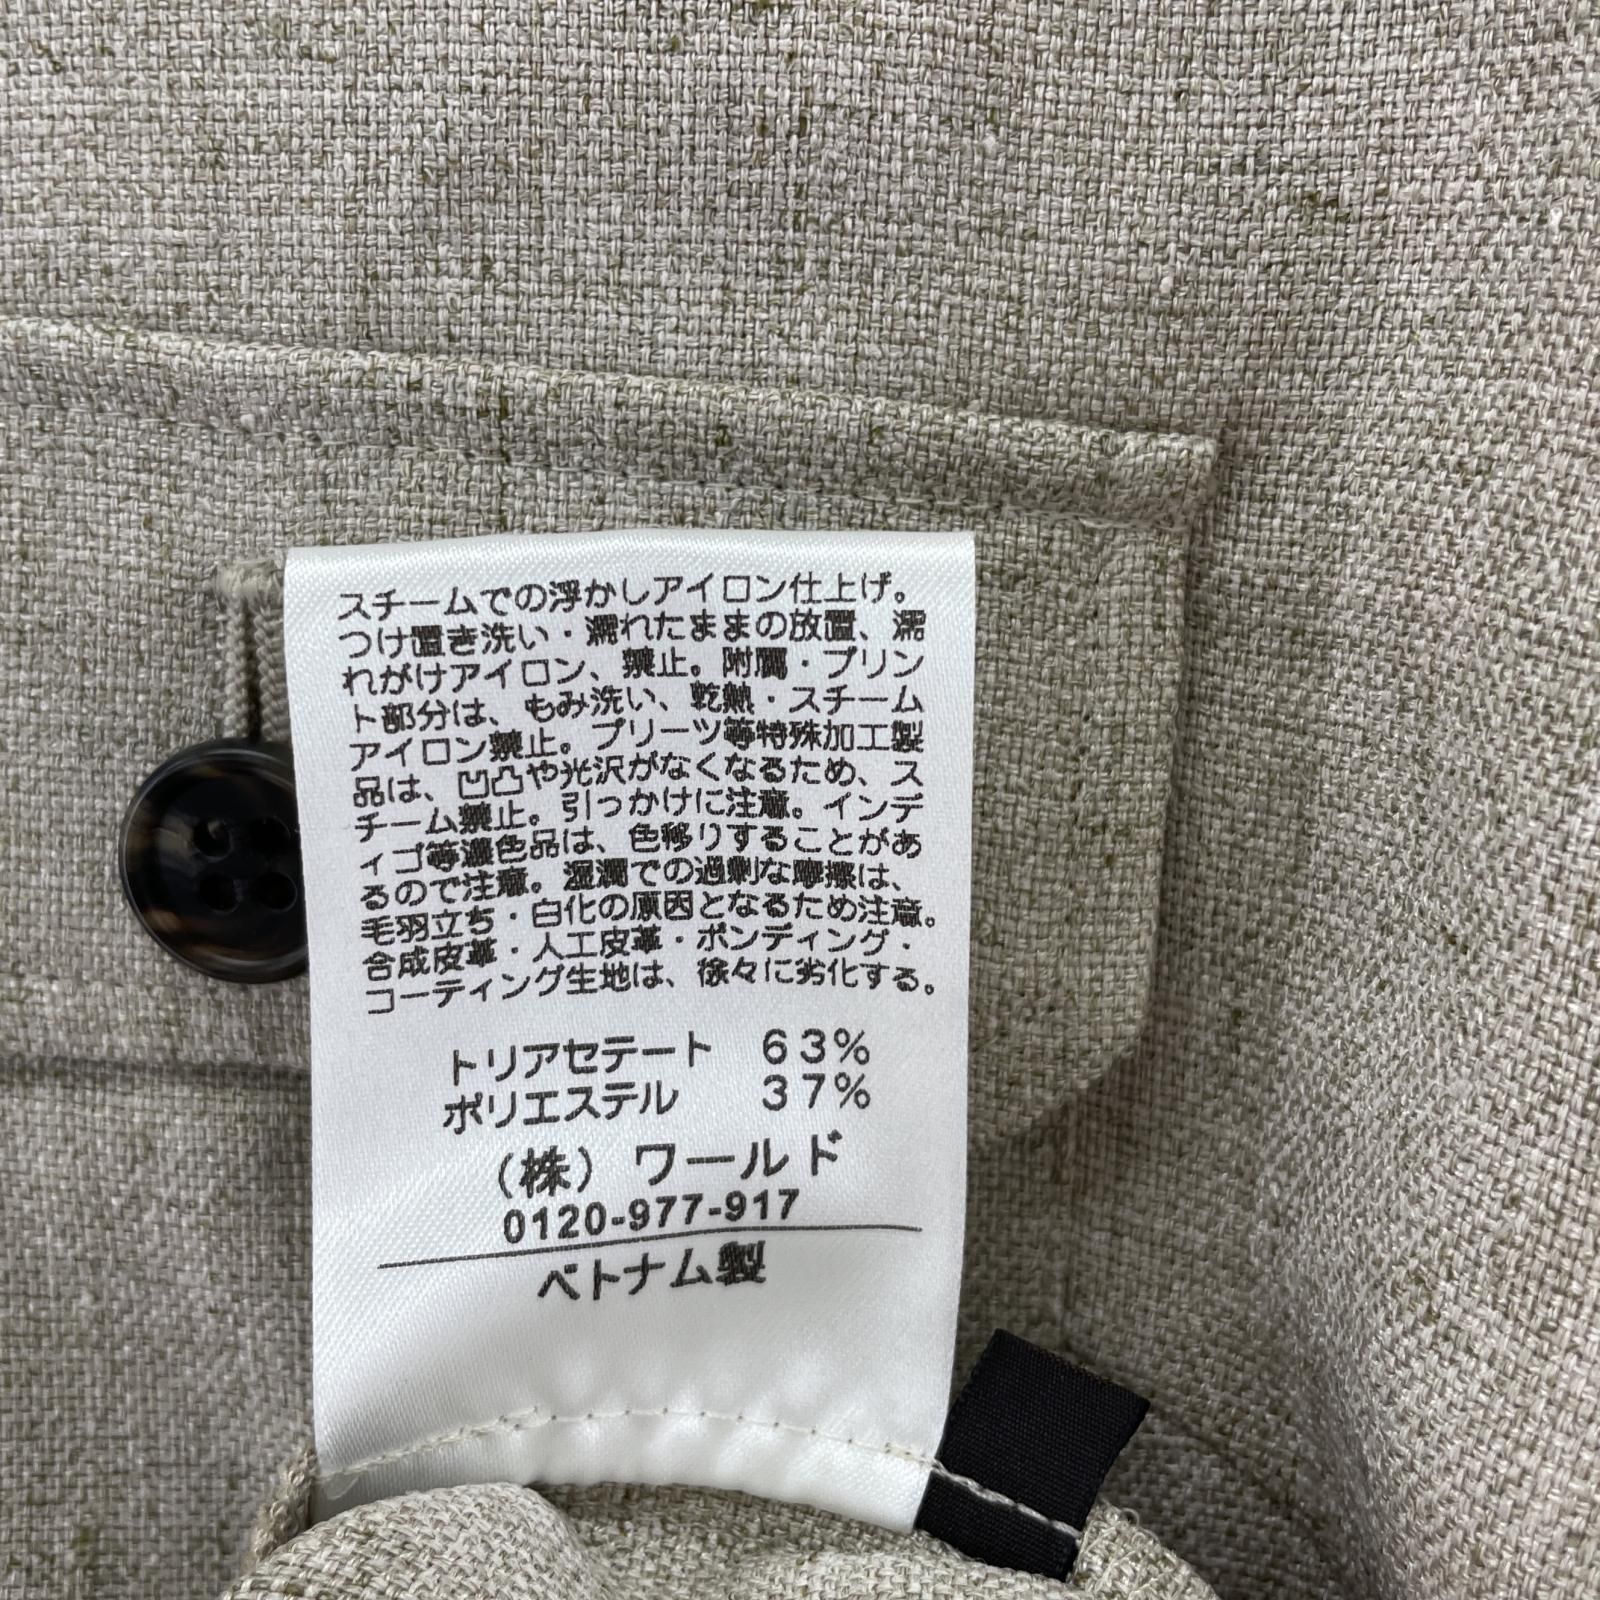 スチームでの浮かしアイロン仕上げ。
つけ置き洗い・濡れたままの放置、濡
れがけアイロン、禁止。附属・プリン
ト部分は、もみ洗い、乾熱・スチーム
アイロン禁止。プリーツ等特殊加工製
品は、凹凸や光沢がなくなるため、ス
チーム禁止。引っかけに注意。インデ
ィゴ等濃色品は、色移りすることがあ
るので注意。湿潤での過剰な摩擦は、
毛羽立ち・白化の原因となるため注意。
合成皮革・人工皮革・ボンディング・
コーティング生地は、徐々に劣化する。
トリアセテート 63%
ポリエステル 37%
(株)ワールド
0120-977-917
ベトナム製